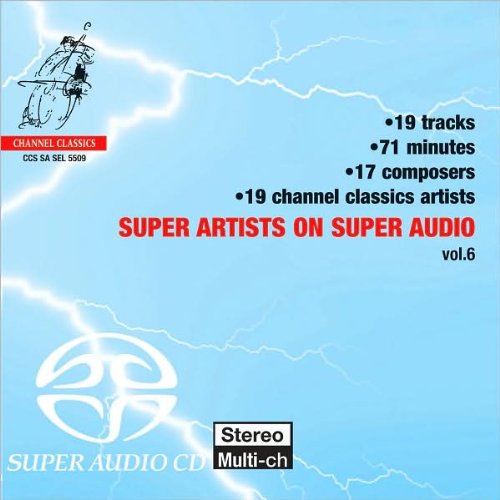 CHANNEL CLASSICS
CCS SA SEL 5509
•19 tracks
•71 minutes
•17 composers
•19 channel classics artists
SUPER ARTISTS ON SUPER AUDIO
vol.6
SUPER AUDIO CD
Stereo
Multi-ch